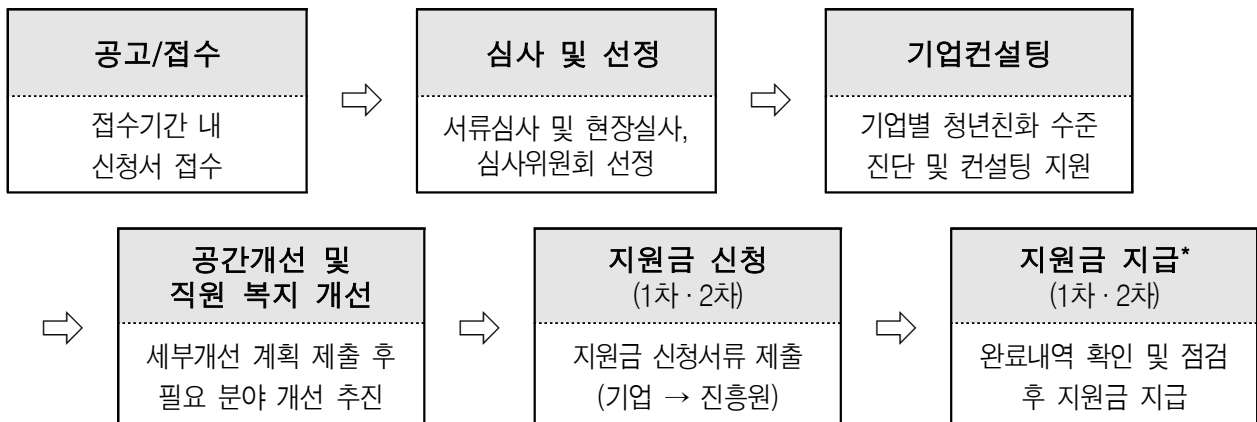 공고/접수
접수기간 내
신청서 접수
⇨
심사 및 선정
서류심사 및 현장실사,
심사위원회 선정
⇨
기업컨설팅
기업별 청년친화 수준
진단 및 컨설팅 지원
⇨
공간개선 및
직원 복지 개선
세부개선 계획 제출 후
필요 분야 개선 추진
⇨
지원금 신청
(1차 · 2차)
지원금 신청서류 제출
(기업 → 진흥원)
⇨
지원금 지급*
(1차 · 2차)
완료내역 확인 및 점검
후 지원금 지급